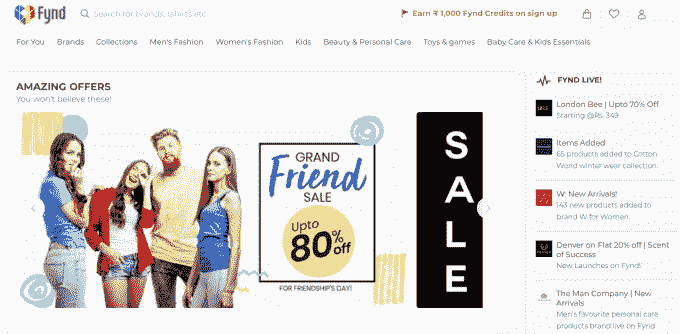 Fynd
Search for brands, tshirts etc
Earn ₹ 1,000 Fynd Credits on sign up
For You Brands Collections Men's Fashion Women's Fashion Kids Beauty & Personal Care Toys & games Baby Care & Kids Essentials
AMAZING OFFERS
You won't believe these!
GRAND
Friend
SALE
Upto
80% off
FOR FRIENDSHIP'S DAY!
SALE
FYND LIVE!
London Bee | Upto 70% Off
Starting @Rs. 349
Items Added
65 products added to Cotton
World winter wear collection.
W: New Arrivals!
143 new products added to
brand W for Women.
Denver on Flat 20% off | Scent
of Success
New Launches on Fynd!
The Man Company | New
Arrivals
Men's favourite personal care
products brand live on Fynd